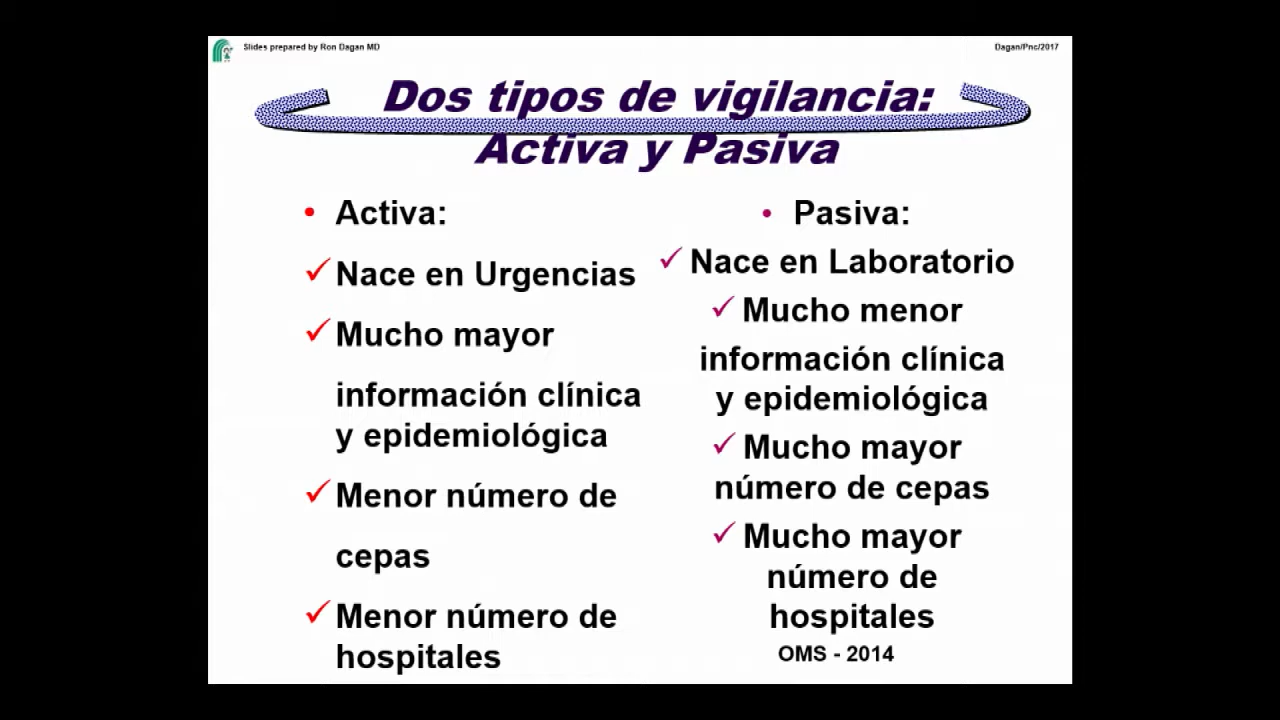 Slides prepared by Ron Dagan MD
Dagan/Pnc/2017
Dos tipos de vigilancia:
Activa y Pasiva
• Activa:
✓ Nace en Urgencias
✓ Mucho mayor
información clínica
y epidemiológica
✓ Menor número de
cepas
✓ Menor número de
hospitales
• Pasiva:
✓ Nace en Laboratorio
✓ Mucho menor
información clínica
y epidemiológica
✓ Mucho mayor
número de cepas
✓ Mucho mayor
número de
hospitales
OMS - 2014